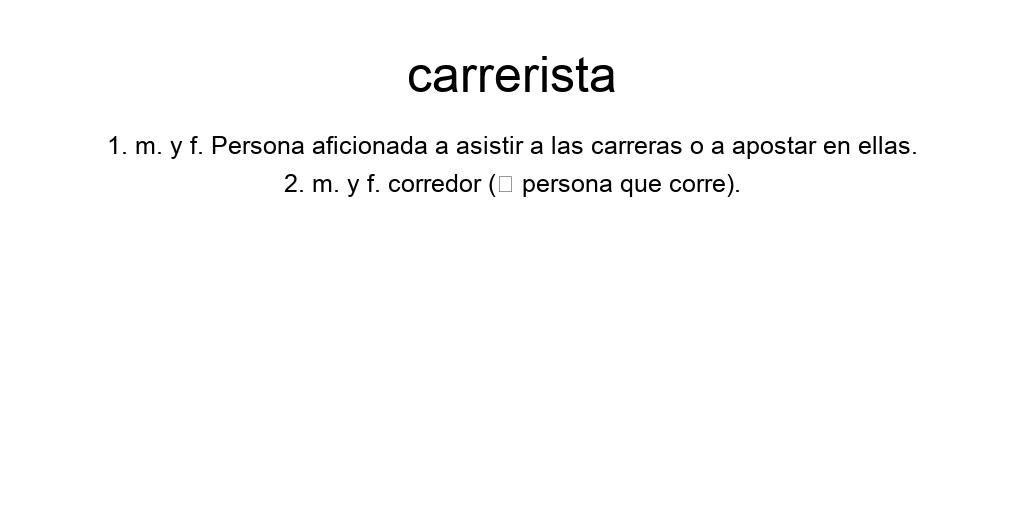 carrerista
1. m. y f. Persona aficionada a asistir a las carreras o a apostar en ellas.
2. m. y f. corredor (□ persona que corre).